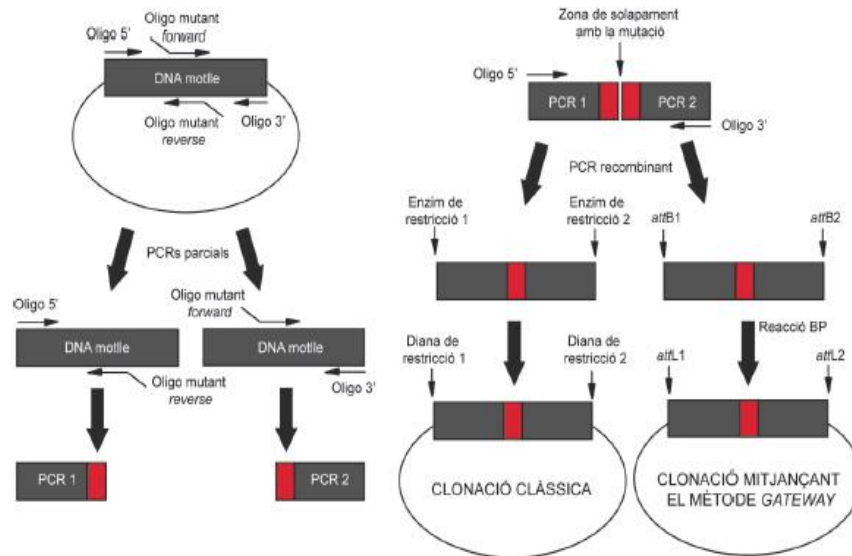 Oligo mutant
forward
Oligo 5'
DNA motlle
Oligo mutant
reverse
Oligo 3'
PCRs parcials
Oligo 5'
DNA motlle
Oligo mutant
reverse
Oligo mutant
forward
DNA motlle
Oligo 3'
PCR 1
PCR 2
Zona de solapament
amb la mutació
Oligo 5'
PCR 1
PCR 2
Oligo 3'
PCR recombinant
Enzim de
restricció 1
Enzim de
restricció 2
attB1
attB2
Reacció BP
Diana de
restricció 1
Diana de
restricció 2
attL1
attL2
CLONACIÓ CLÀSSICA
CLONACIÓ MITJANÇANT
EL MÈTODE GATEWAY